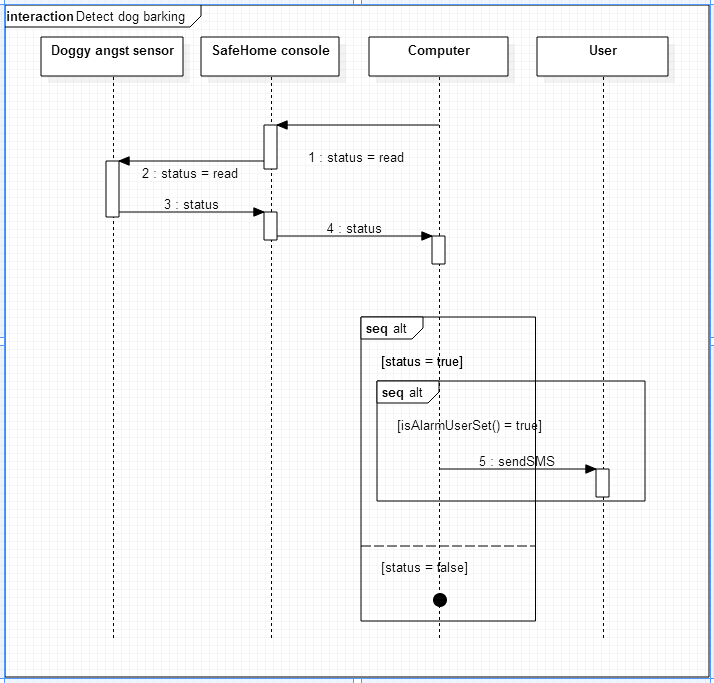 interaction Detect dog barking
Doggy angst sensor
SafeHome console
Computer
User
1 : status = read
2 : status = read
3 : status
4 : status
seq alt
[status = true]
seq alt
[isAlarmUserSet() = true]
5 : sendSMS
[status = false]